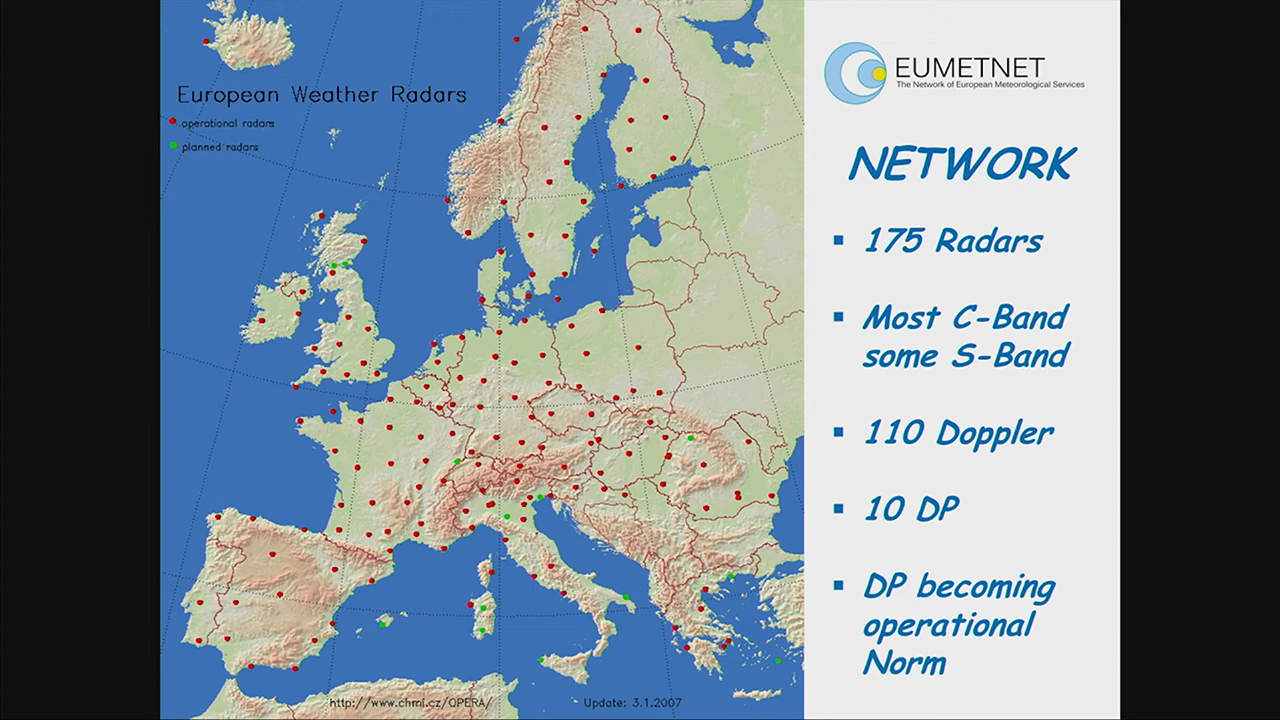 European Weather Radars
operational radars
planned radars
http://www.chmi.cz/OPERA/
Update: 3.1.2007
EUMETNET
The Network of European Meteorological Services
NETWORK
▪ 175 Radars
▪ Most C-Band
some S-Band
▪ 110 Doppler
▪ 10 DP
▪ DP becoming
operational
Norm